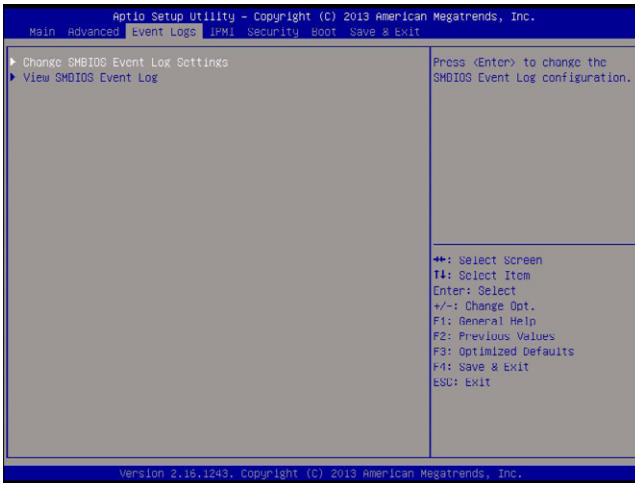 Aptio Setup Utility – Copyright (C) 2013 American Megatrends, Inc.
Main Advanced Event Logs IPMI Security Boot Save & Exit
▶ Change SMBIOS Event Log Settings
▶ View SMBIOS Event Log
Press <Enter> to change the
SMBIOS Event Log configuration.
→←: Select Screen
↑↓: Select Item
Enter: Select
+/-: Change Opt.
F1: General Help
F2: Previous Values
F3: Optimized Defaults
F4: Save & Exit
ESC: Exit
Version 2.16.1243. Copyright (C) 2013 American Megatrends, Inc.